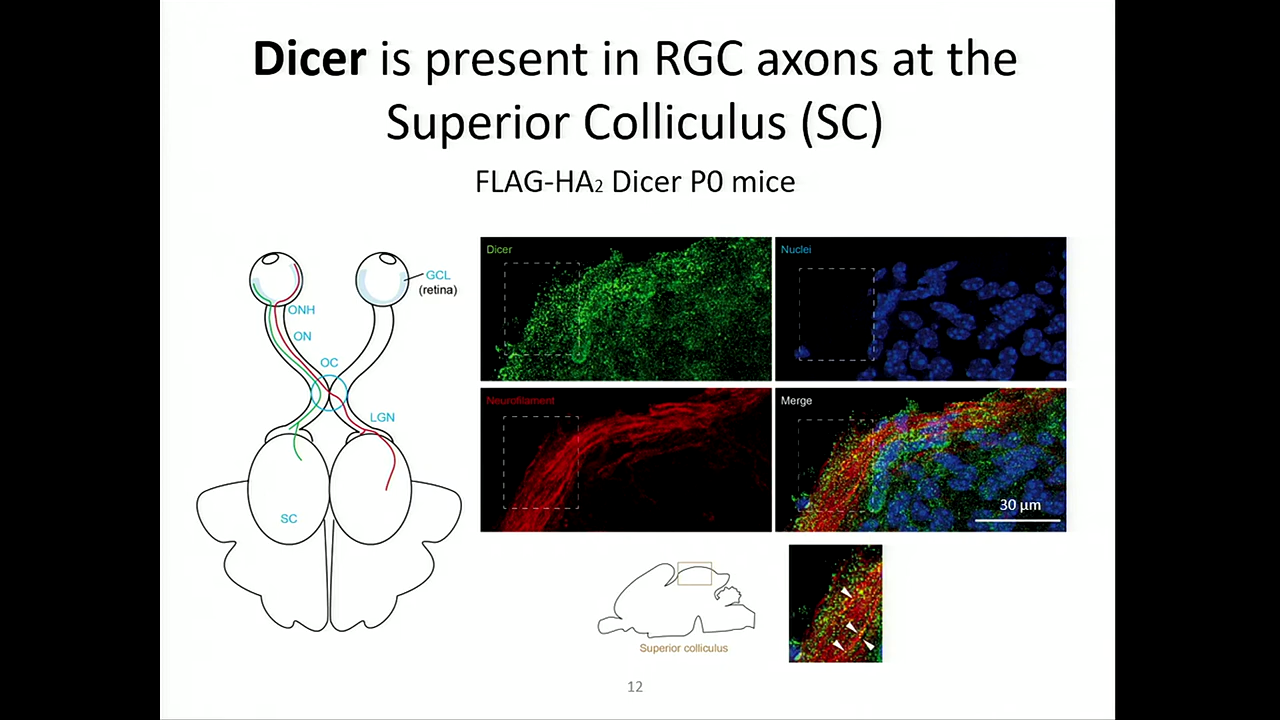 Dicer is present in RGC axons at the
Superior Colliculus (SC)
FLAG-HA2 Dicer P0 mice
GCL
(retina)
ONH
ON
OC
LGN
SC
Dicer
Nuclei
Neurofilament
Merge
30 µm
Superior colliculus
12